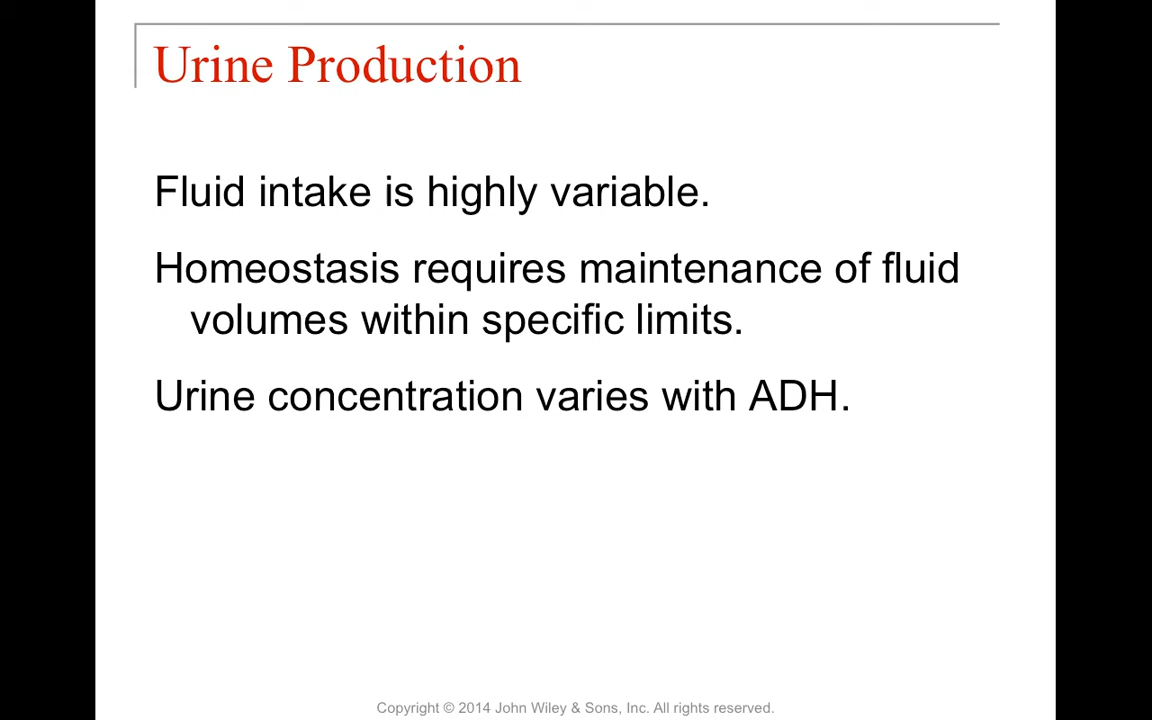 Urine Production
Fluid intake is highly variable.
Homeostasis requires maintenance of fluid
volumes within specific limits.
Urine concentration varies with ADH.
Copyright © 2014 John Wiley & Sons, Inc. All rights reserved.